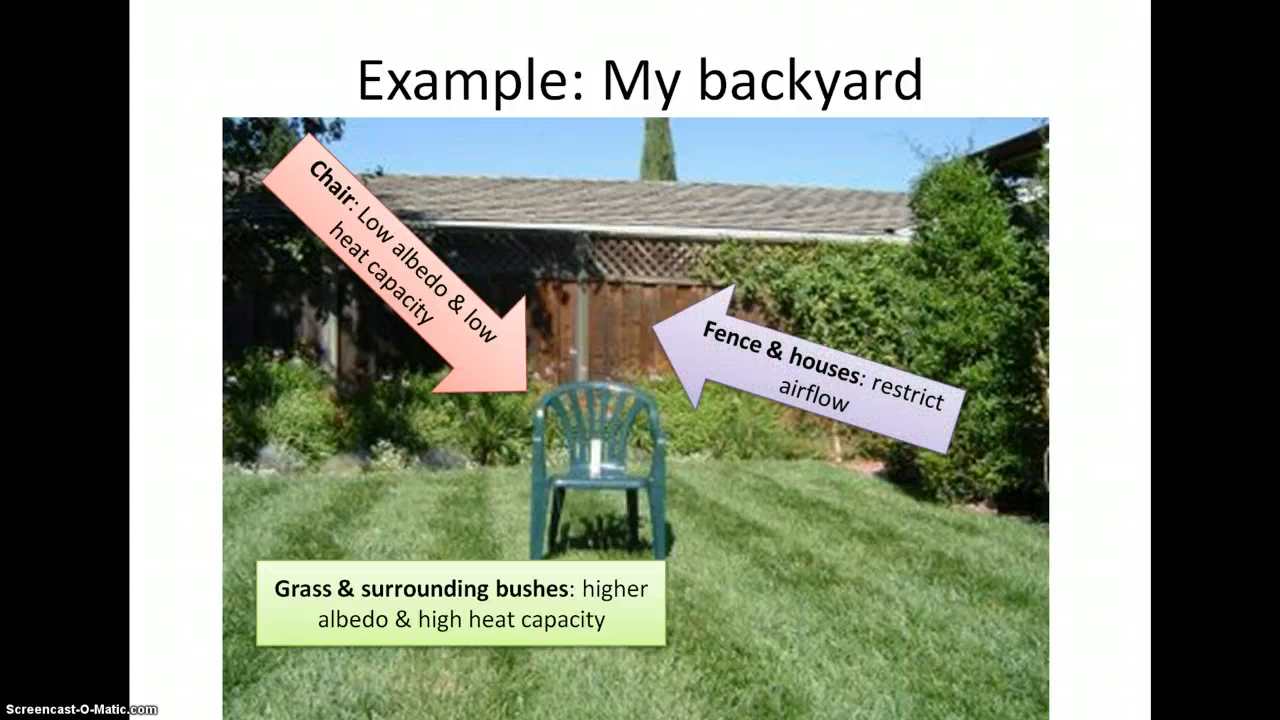 Example: My backyard
Chair: Low albedo & low
heat capacity
Fence & houses: restrict
airflow
Grass & surrounding bushes: higher
albedo & high heat capacity
Screencast-O-Matic.com